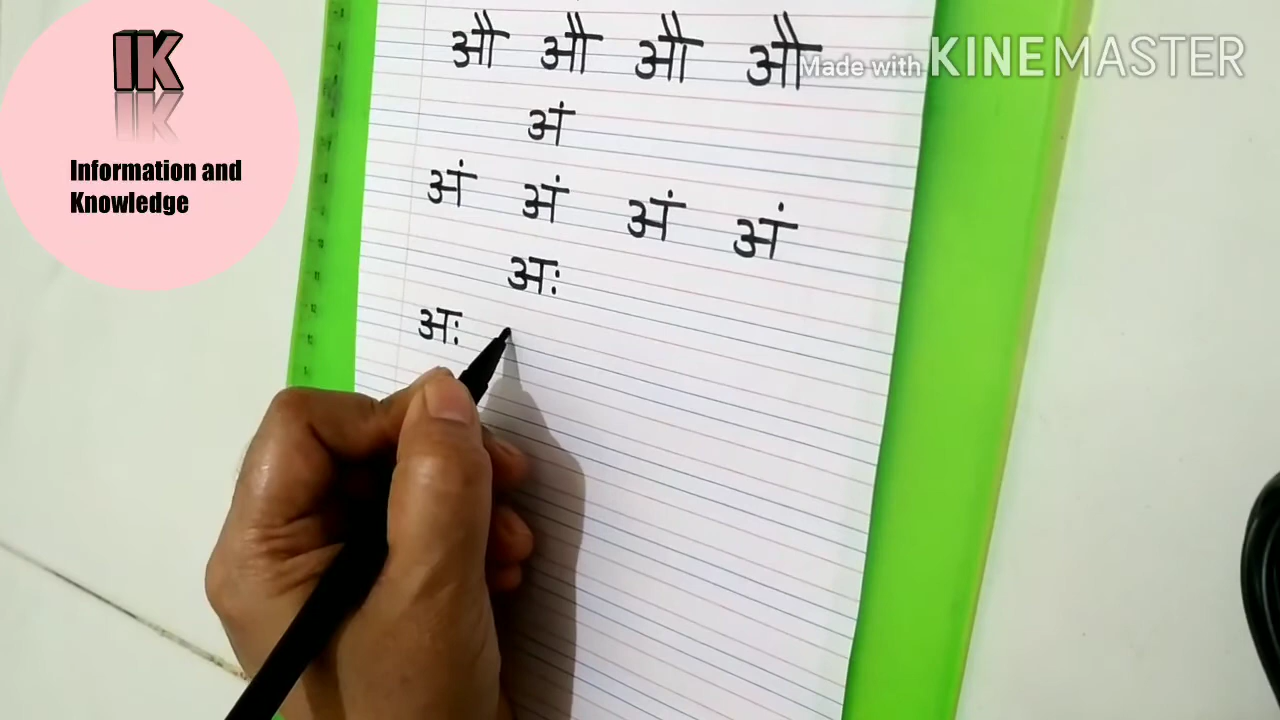 IK
Information and
Knowledge
Made with KINEMASTER
औ औ औ औ
अं
अं अं अं अं
अः
अः